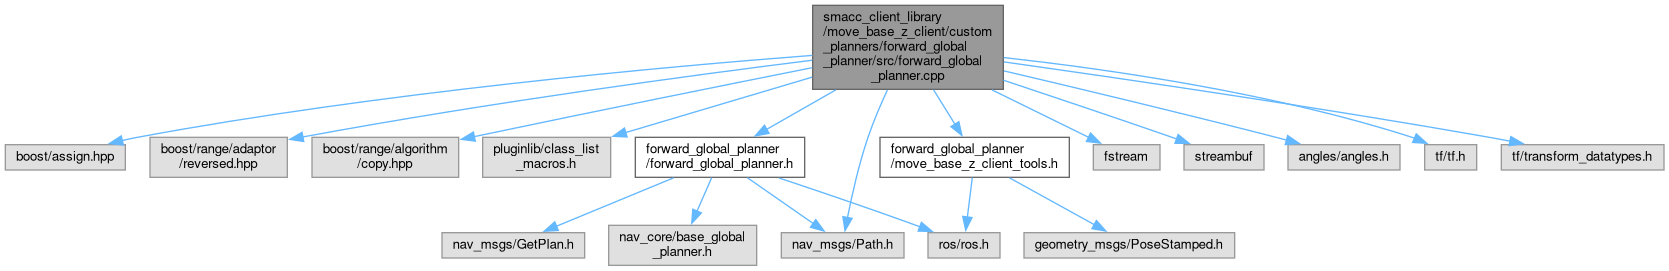 smacc_client_library
/move_base_z_client/custom
_planners/forward_global
_planner/src/forward_global
_planner.cpp
boost/assign.hpp
boost/range/adaptor
/reversed.hpp
boost/range/algorithm
/copy.hpp
pluginlib/class_list
_macros.h
forward_global_planner
/forward_global_planner.h
forward_global_planner
/move_base_z_client_tools.h
fstream
streambuf
angles/angles.h
tf/tf.h
tf/transform_datatypes.h
nav_msgs/GetPlan.h
nav_core/base_global
_planner.h
nav_msgs/Path.h
ros/ros.h
geometry_msgs/PoseStamped.h